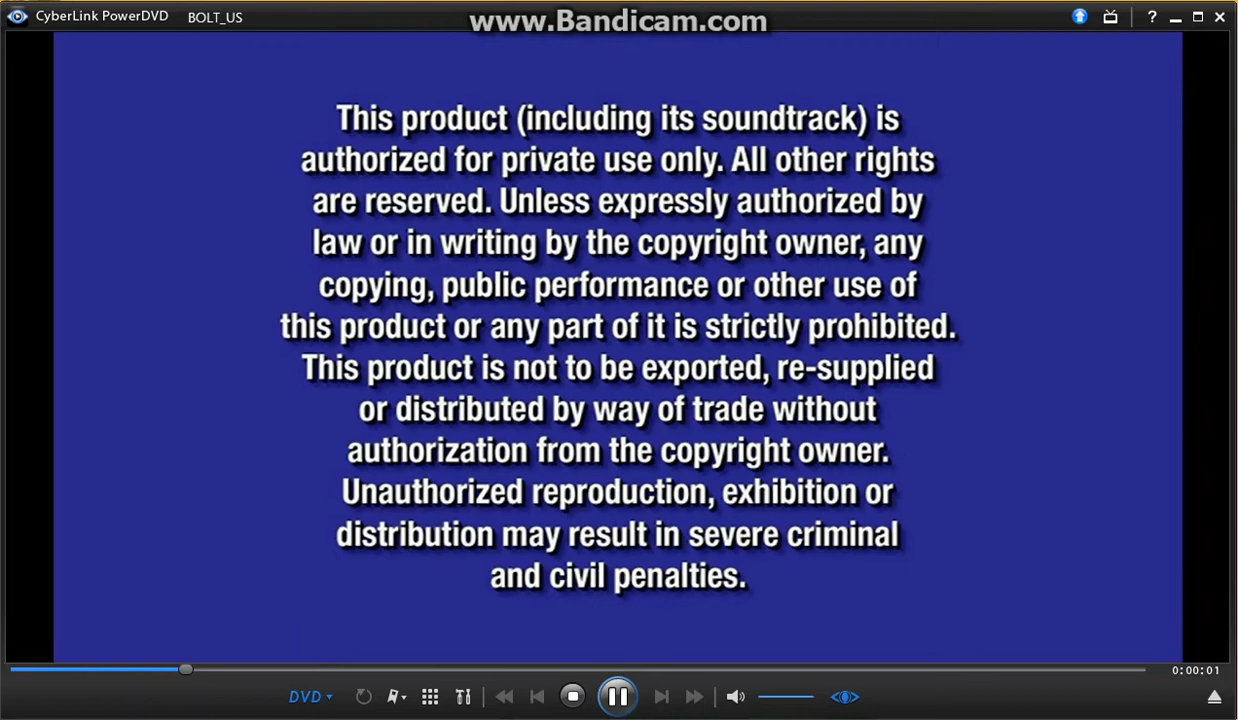 CyberLink PowerDVD BOLT_US
www.Bandicam.com
?
This product (including its soundtrack) is
authorized for private use only. All other rights
are reserved. Unless expressly authorized by
law or in writing by the copyright owner, any
copying, public performance or other use of
this product or any part of it is strictly prohibited.
This product is not to be exported, re-supplied
or distributed by way of trade without
authorization from the copyright owner.
Unauthorized reproduction, exhibition or
distribution may result in severe criminal
and civil penalties.
0:00:01
DVD